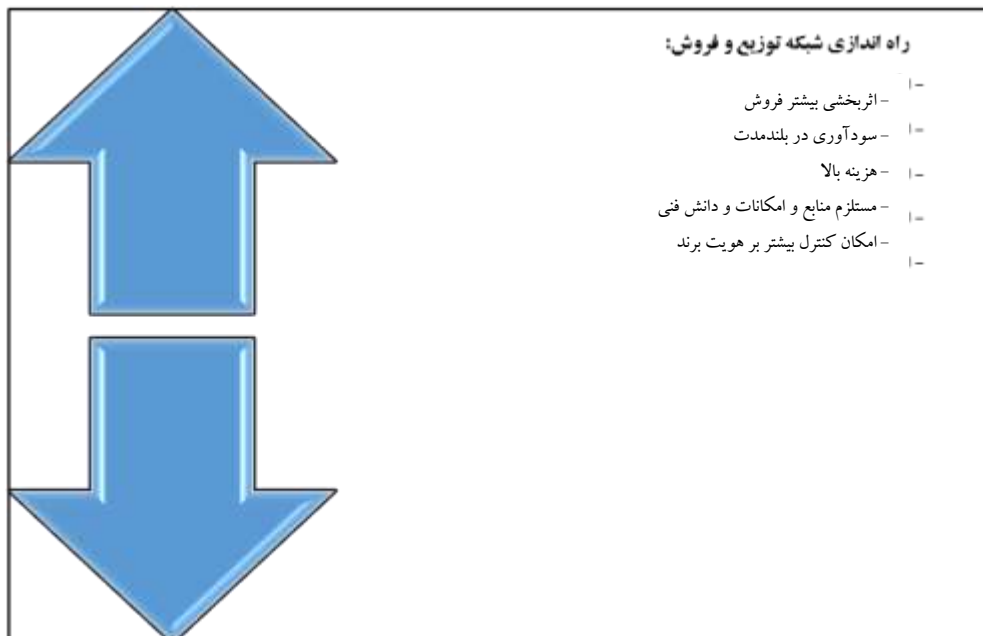 راه اندازی شبکه توزیع و فروش:
- اثربخشی بیشتر فروش
- سودآوری در بلندمدت
- هزینه بالا
- مستلزم منابع و امکانات و دانش فنی
- امکان کنترل بیشتر بر هویت برند